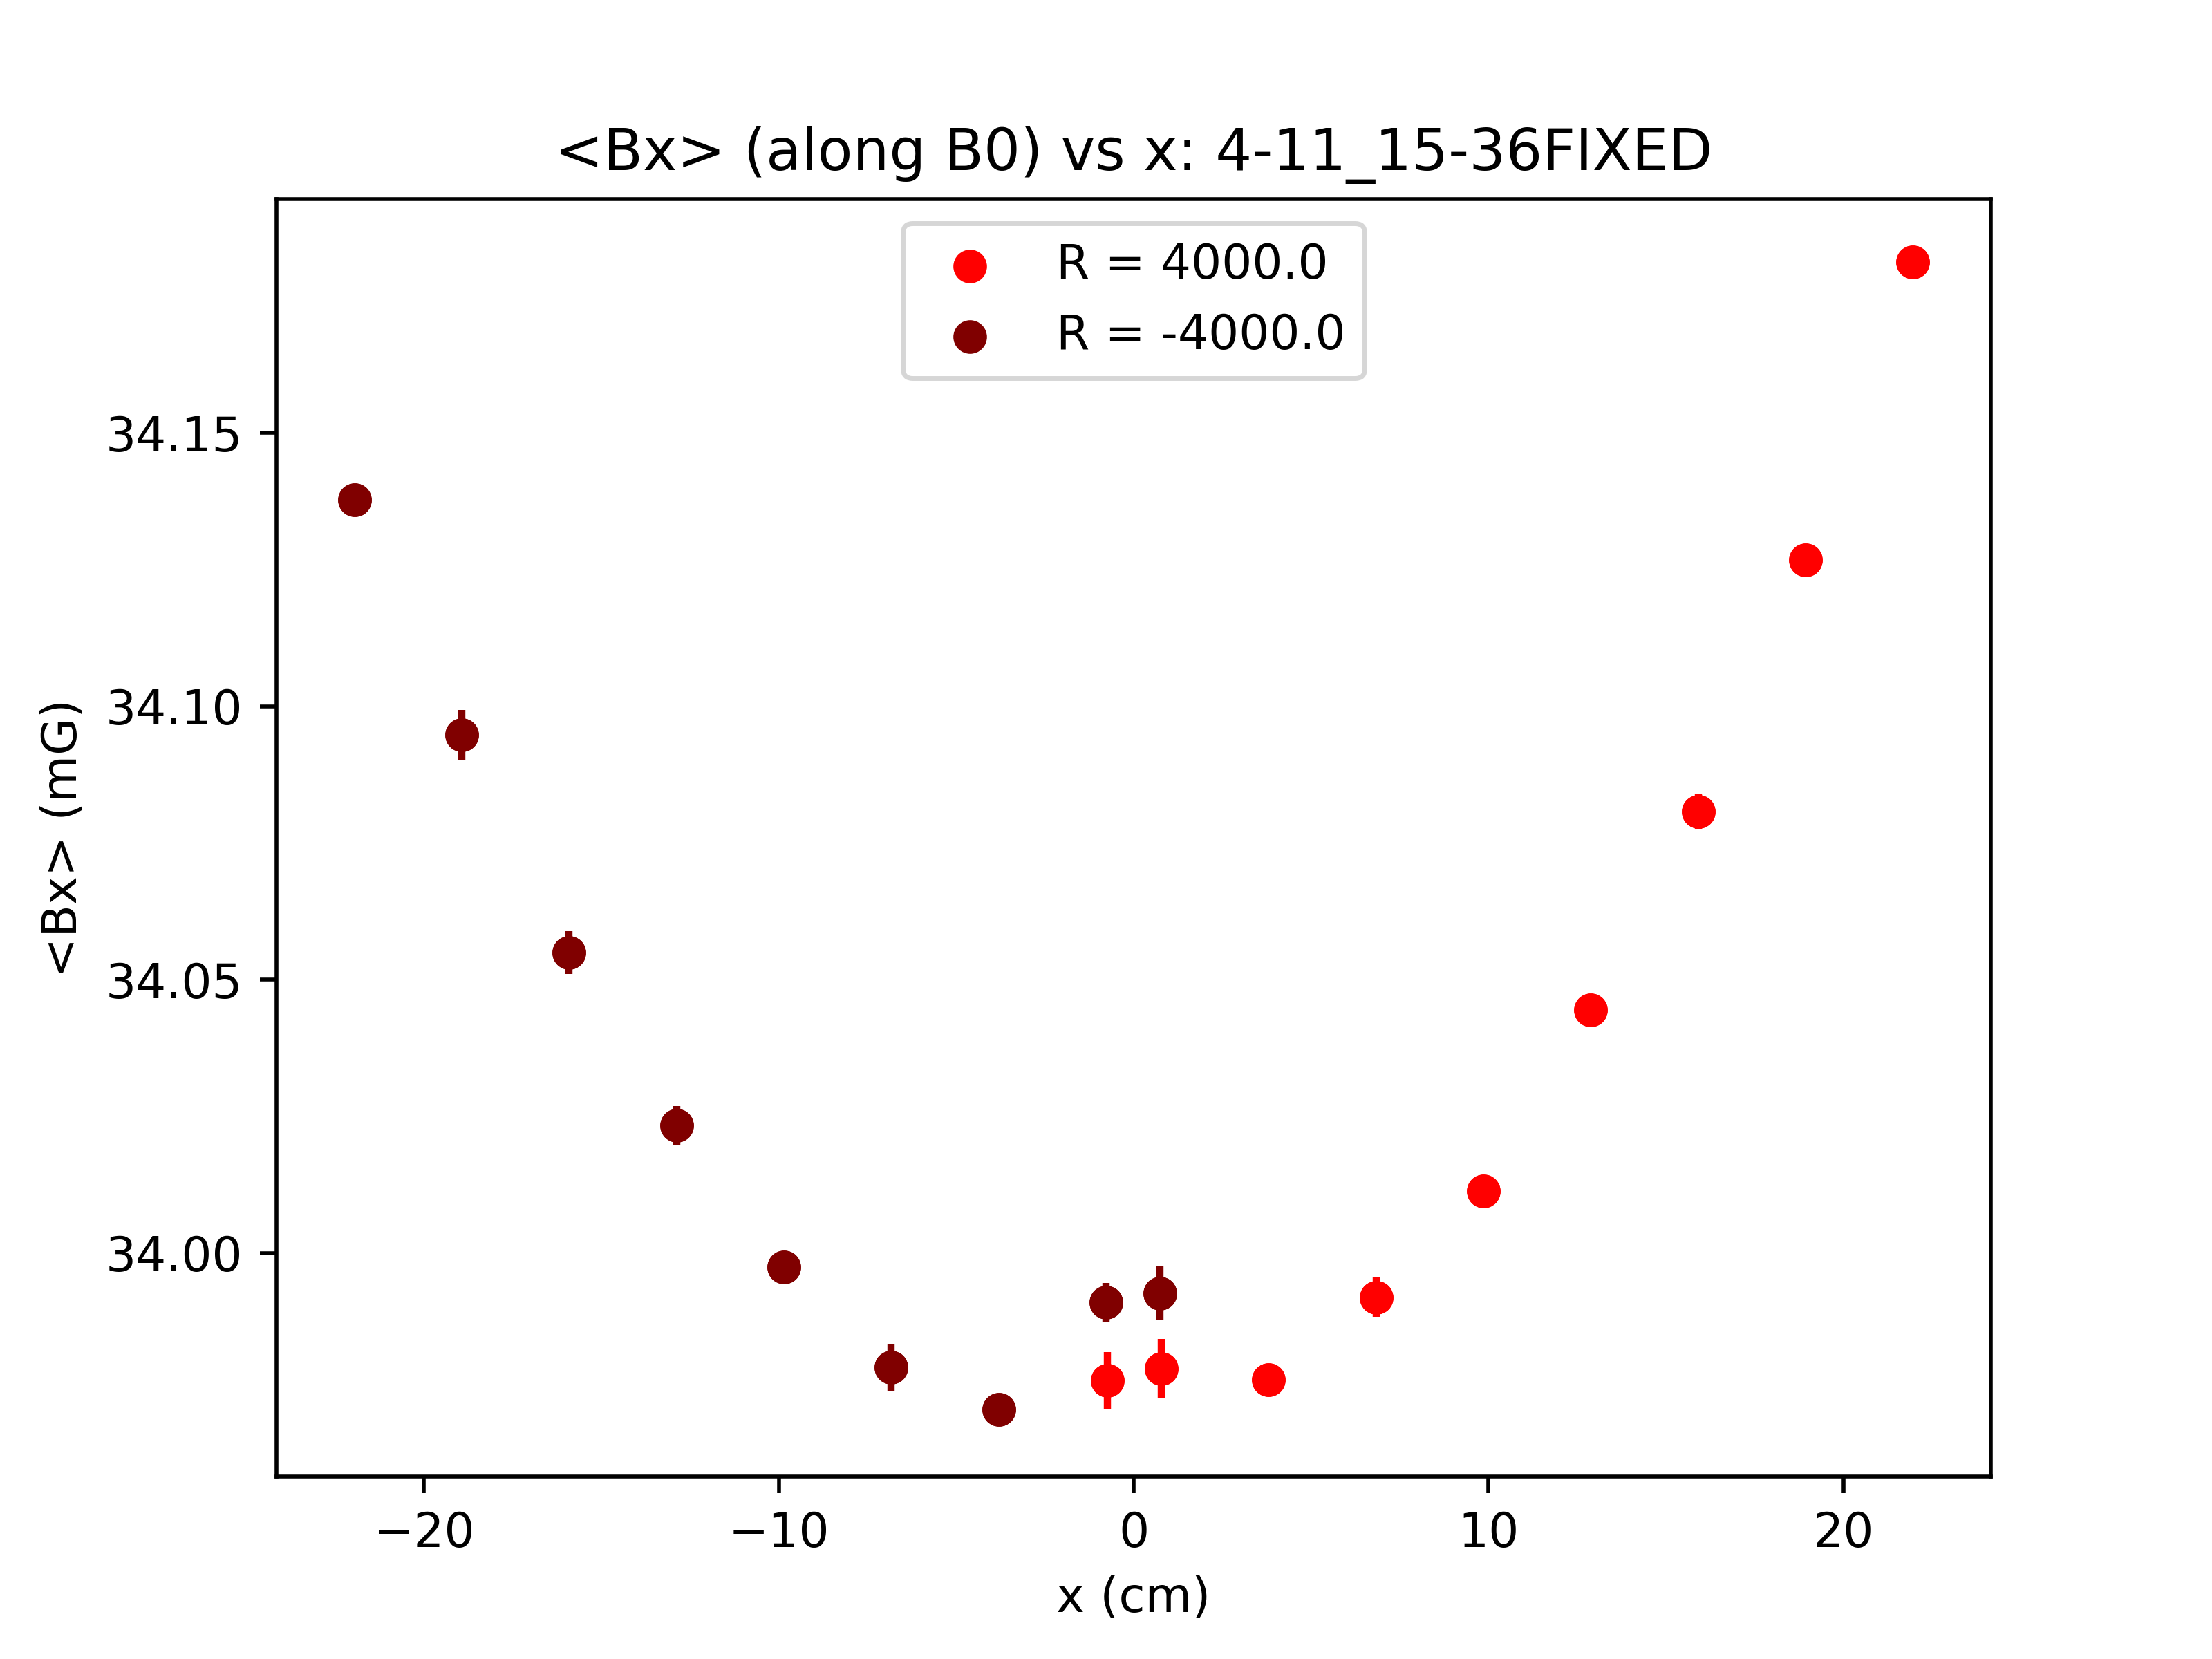 <Bx> (along B0) vs x: 4-11_15-36FIXED
R = 4000.0
R = -4000.0
34.15
34.10
34.05
34.00
<Bx> (mG)
−20
−10
0
10
20
x (cm)